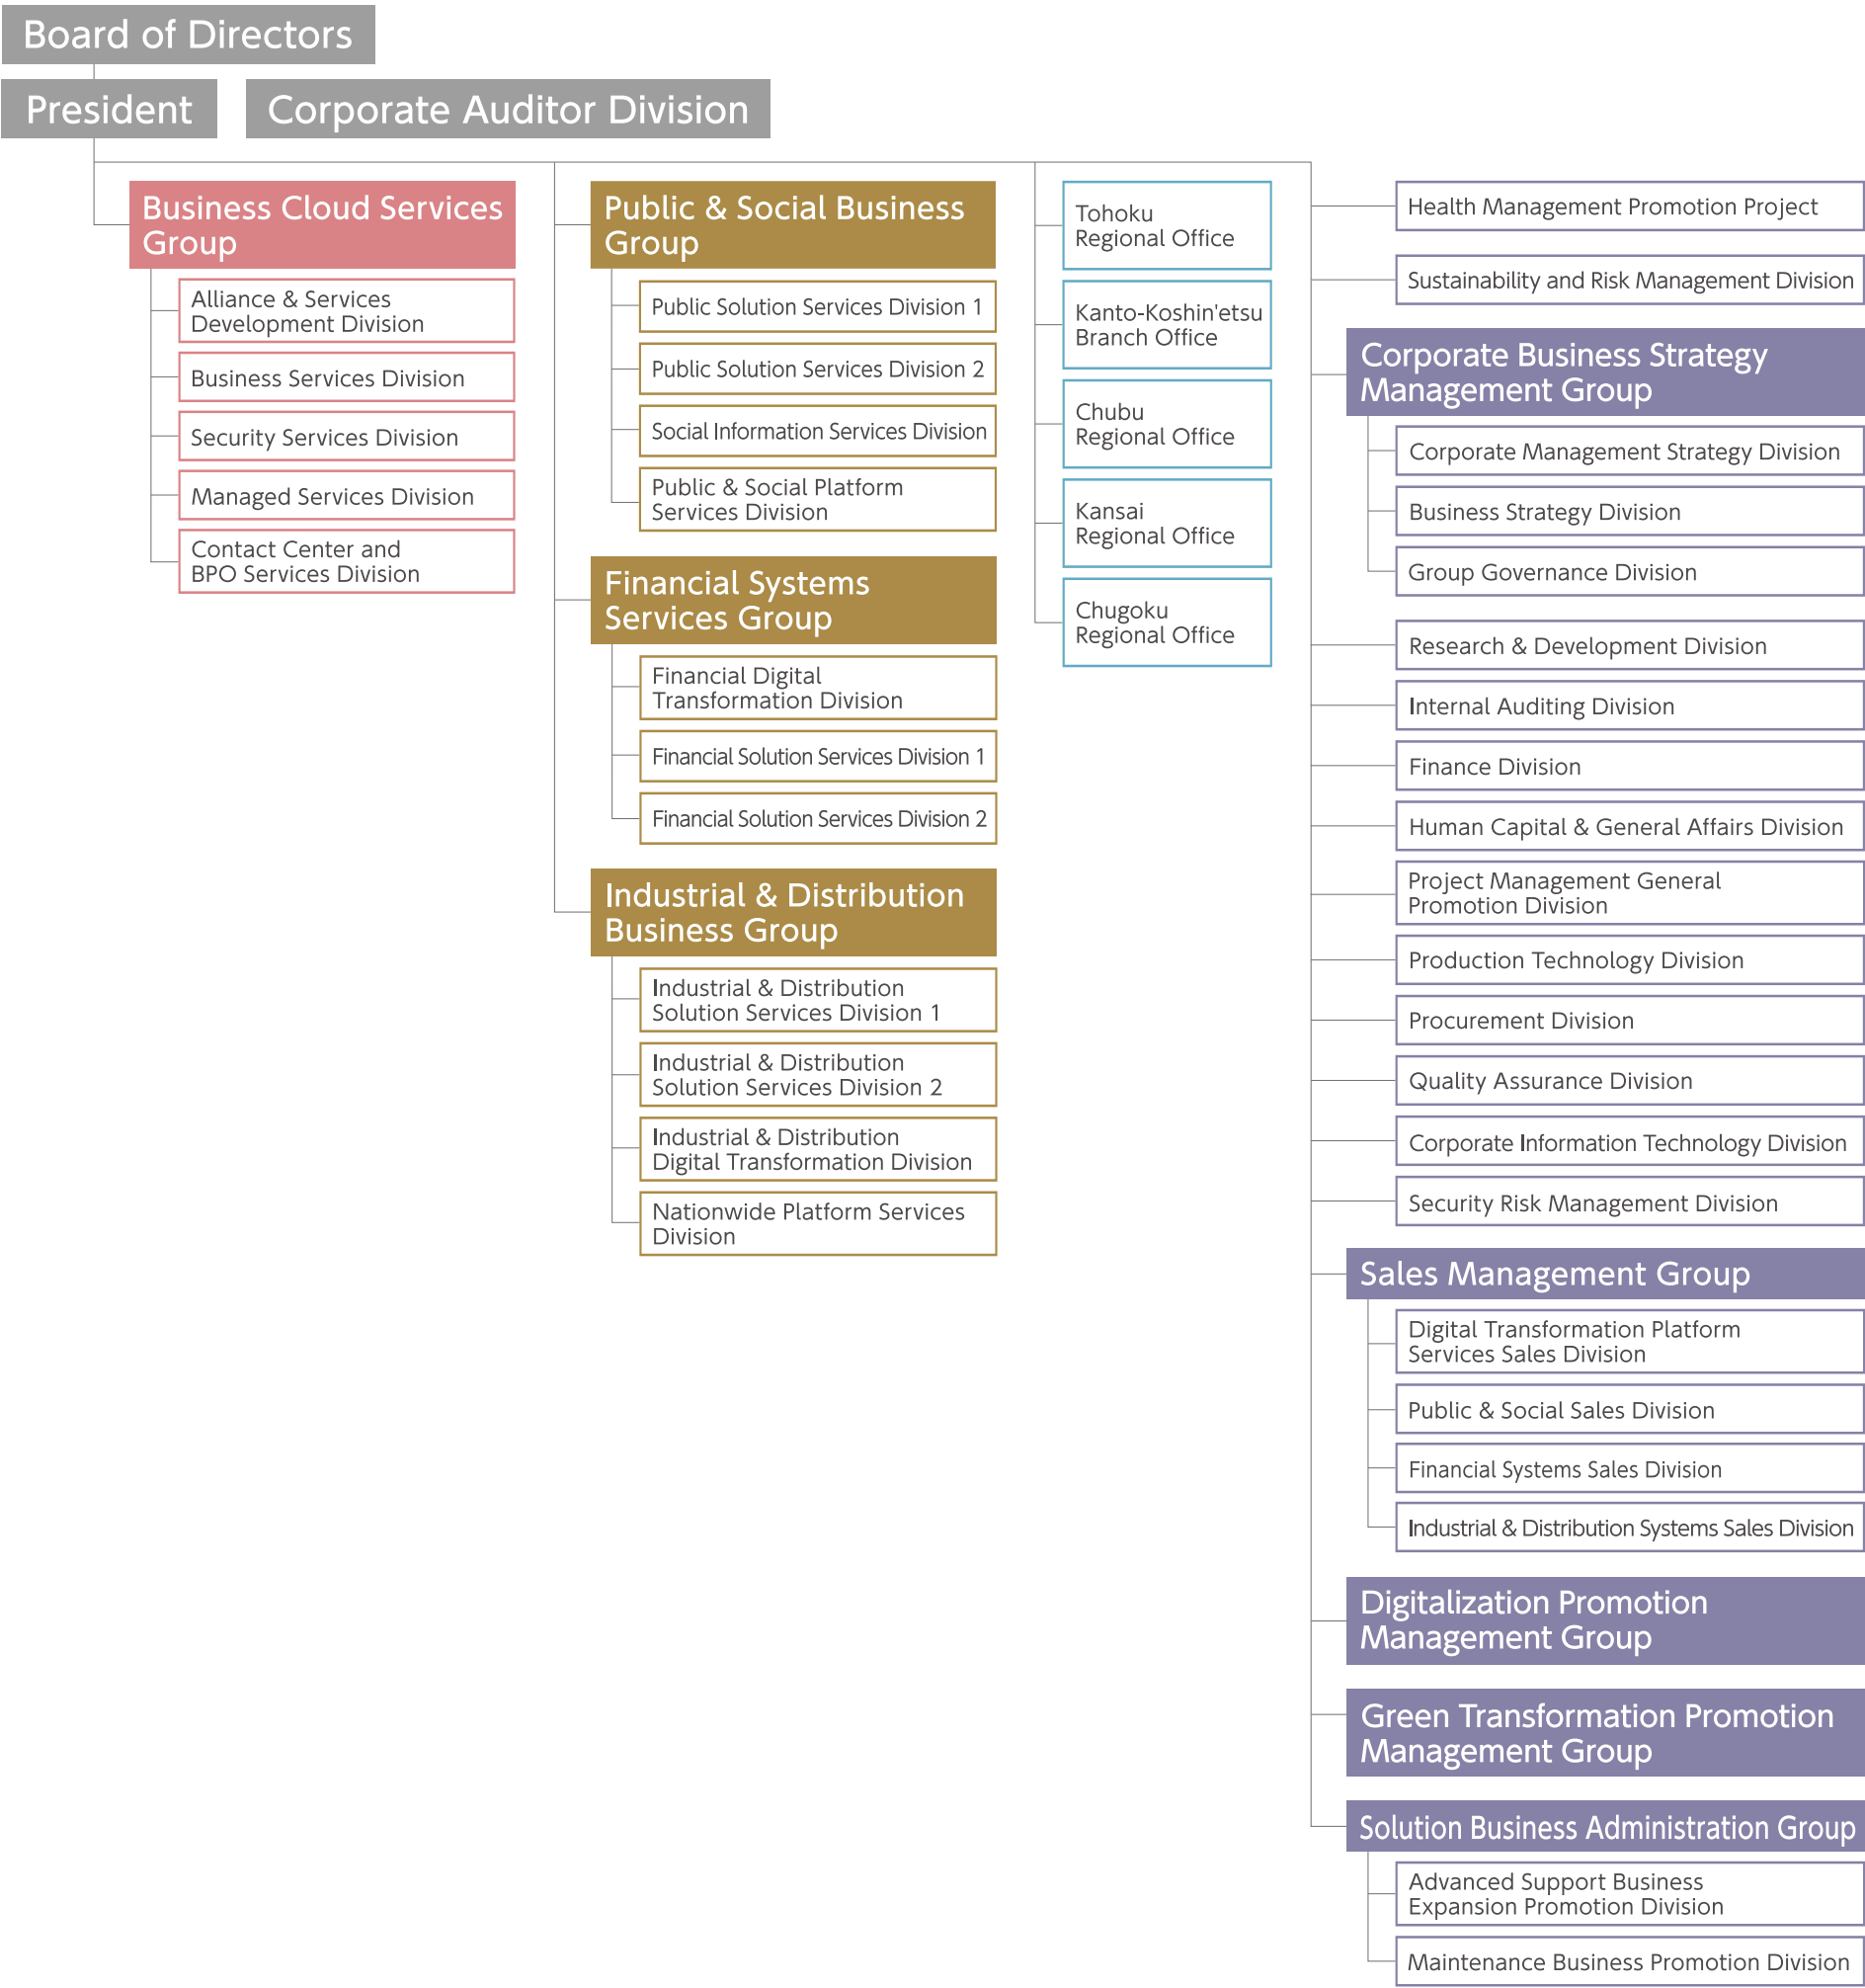 Board of Directors
President
Corporate Auditor Division
Business Cloud Services
Group
Alliance & Services
Development Division
Business Services Division
Security Services Division
Managed Services Division
Contact Center and
BPO Services Division
Public & Social Business
Group
Public Solution Services Division 1
Public Solution Services Division 2
Social Information Services Division
Public & Social Platform
Services Division
Financial Systems
Services Group
Financial Digital
Transformation Division
Financial Solution Services Division 1
Financial Solution Services Division 2
Industrial & Distribution
Business Group
Industrial & Distribution
Solution Services Division 1
Industrial & Distribution
Solution Services Division 2
Industrial & Distribution
Digital Transformation Division
Nationwide Platform Services
Division
Tohoku
Regional Office
Kanto-Koshin'etsu
Branch Office
Chubu
Regional Office
Kansai
Regional Office
Chugoku
Regional Office
Health Management Promotion Project
Sustainability and Risk Management Division
Corporate Business Strategy
Management Group
Corporate Management Strategy Division
Business Strategy Division
Group Governance Division
Research & Development Division
Internal Auditing Division
Finance Division
Human Capital & General Affairs Division
Project Management General
Promotion Division
Production Technology Division
Procurement Division
Quality Assurance Division
Corporate Information Technology Division
Security Risk Management Division
Sales Management Group
Digital Transformation Platform
Services Sales Division
Public & Social Sales Division
Financial Systems Sales Division
Industrial & Distribution Systems Sales Division
Digitalization Promotion
Management Group
Green Transformation Promotion
Management Group
Solution Business Administration Group
Advanced Support Business
Expansion Promotion Division
Maintenance Business Promotion Division